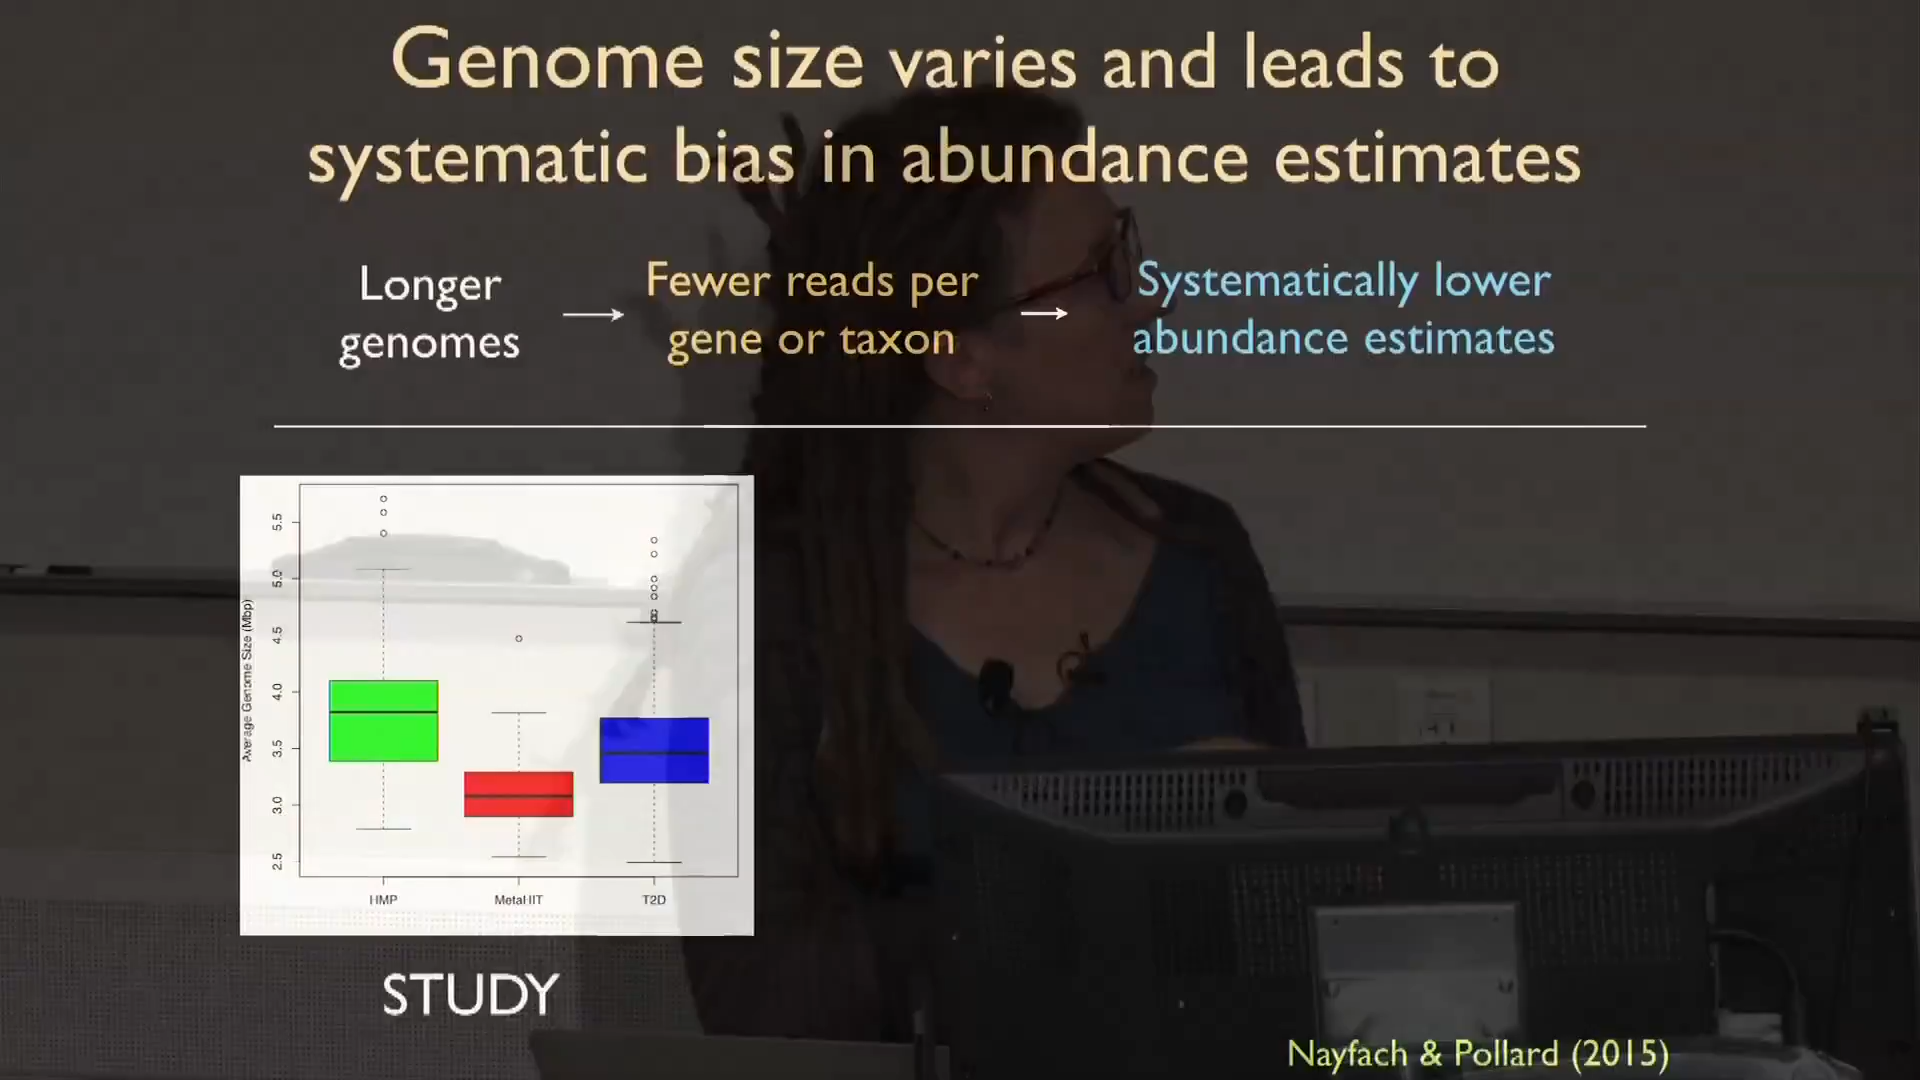 Genome size varies and leads to
systematic bias in abundance estimates
Longer
genomes
Fewer reads per
gene or taxon
Systematically lower
abundance estimates
Average Genome Size (Mbp)
5.5
5.0
4.5
4.0
3.5
3.0
2.5
HMP
MetaHIT
T2D
STUDY
Nayfach & Pollard (2015)